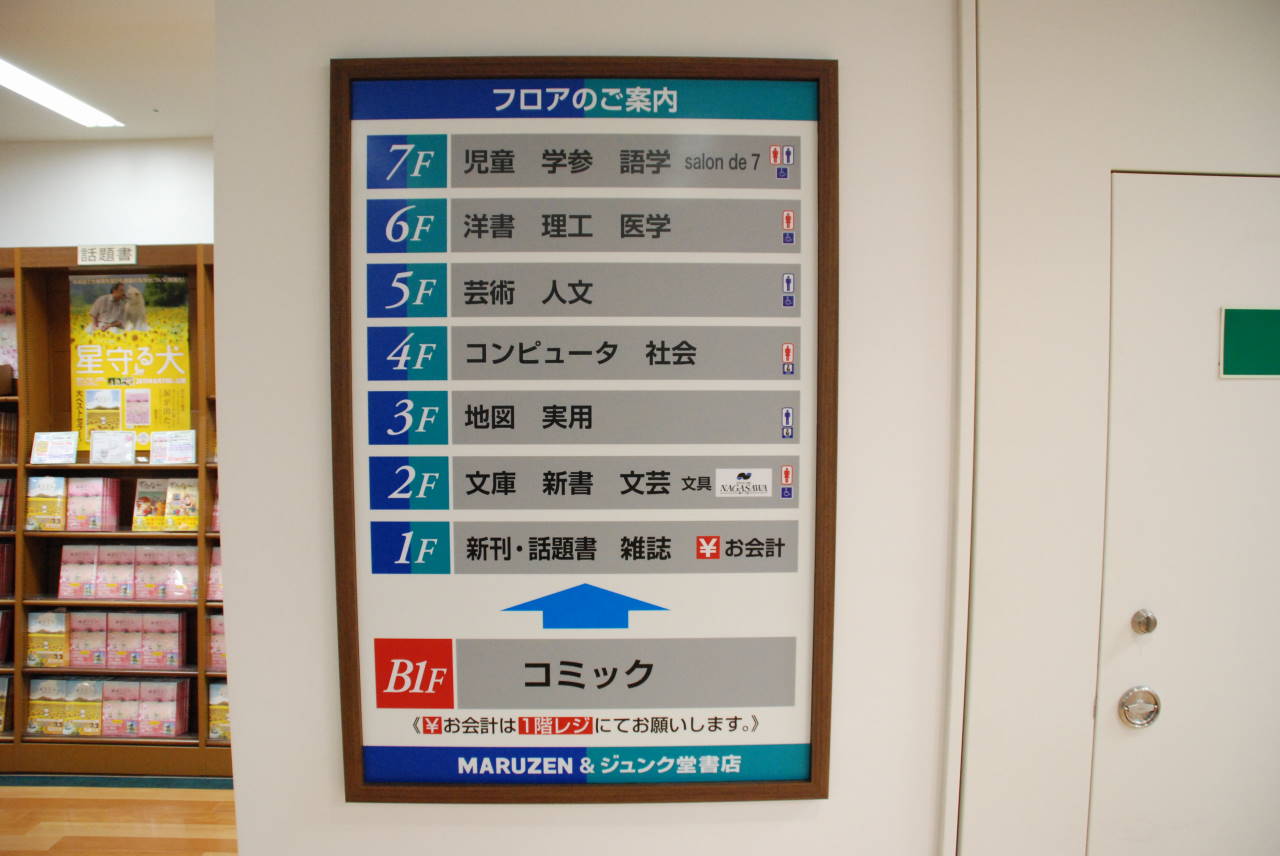 フロアのご案内
7F 児童 学参 語学 salon de 7
6F 洋書 理工 医学
5F 芸術 人文
4F コンピュータ 社会
3F 地図 実用
2F 文庫 新書 文芸 文具 NAGASAWA
1F 新刊・話題書 雑誌 ¥お会計
B1F コミック
《¥お会計は1階レジにてお願いします。》
MARUZEN & ジュンク堂書店
話題書
星守る犬